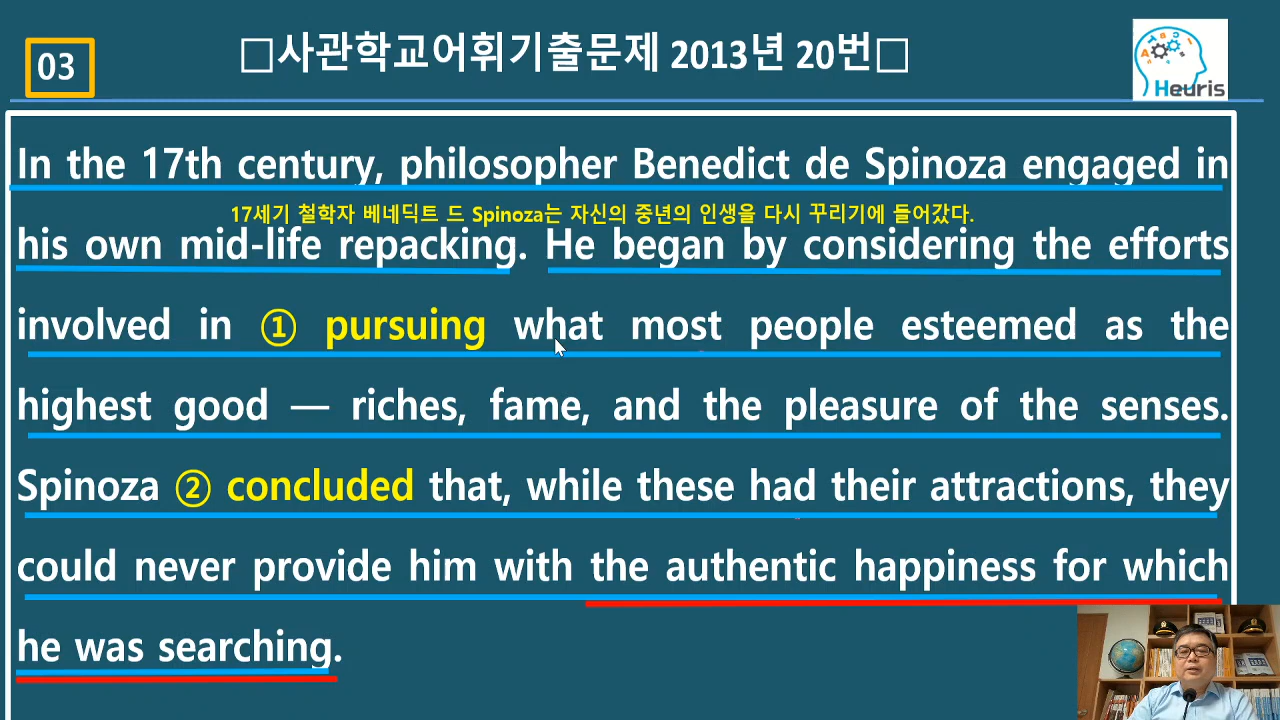 03
□사관학교어휘기출문제 2013년 20번□
Heuris
In the 17th century, philosopher Benedict de Spinoza engaged in
17세기 철학자 베네딕트 드 Spinoza는 자신의 중년의 인생을 다시 꾸리기에 들어갔다.
his own mid-life repacking. He began by considering the efforts
involved in ① pursuing what most people esteemed as the
highest good — riches, fame, and the pleasure of the senses.
Spinoza ② concluded that, while these had their attractions, they
could never provide him with the authentic happiness for which
he was searching.